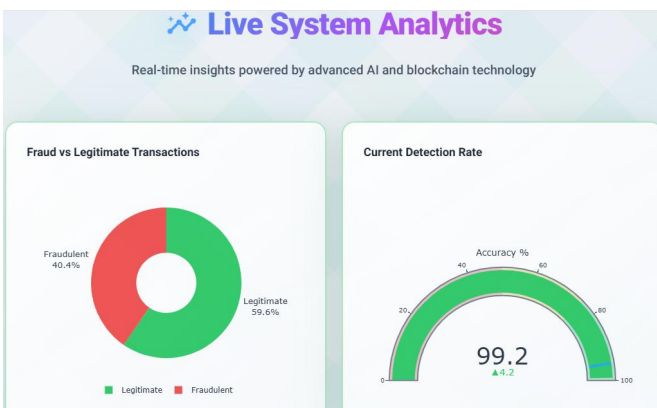 Live System Analytics
Real-time insights powered by advanced AI and blockchain technology
Fraud vs Legitimate Transactions
Fraudulent
40.4%
Legitimate
59.6%
Legitimate Fraudulent
Current Detection Rate
Accuracy %
40 60
20 80
99.2
▲4.2
0 100